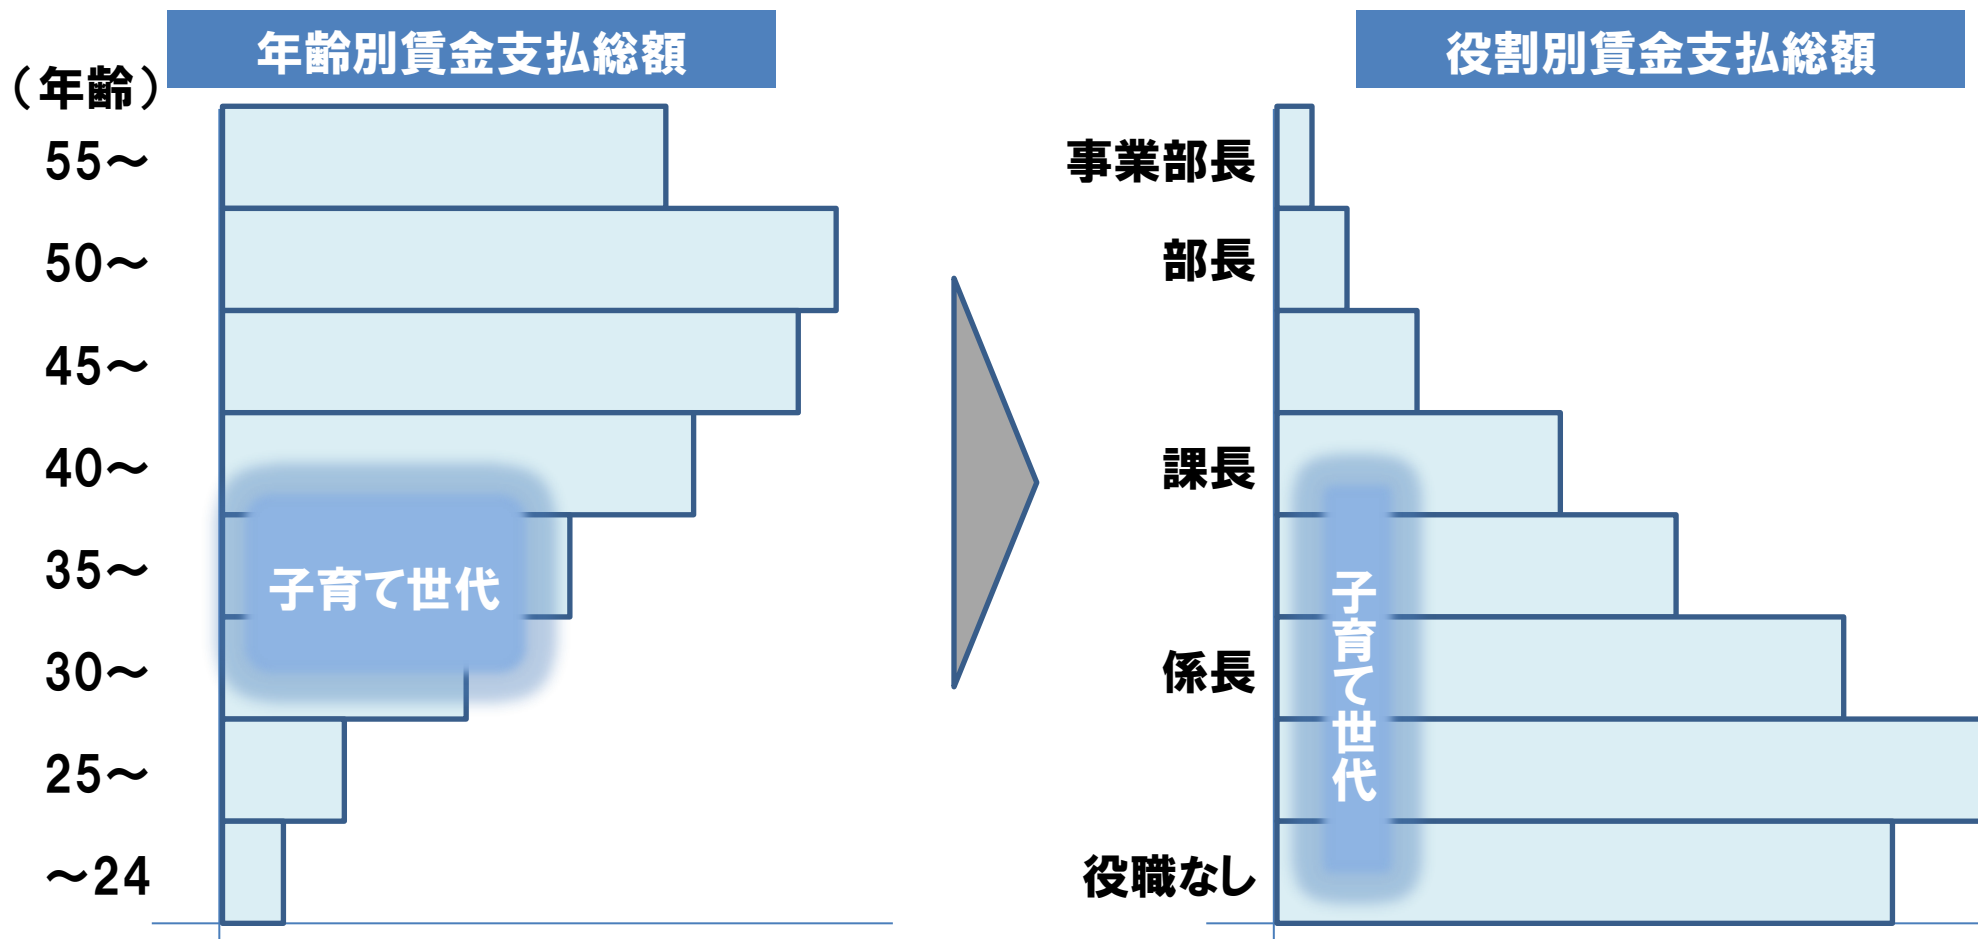 年齢別賃金支払総額
（年齢）
55～
50～
45～
40～
35～
30～
25～
～24
子育て世代
役割別賃金支払総額
事業部長
部長
課長
係長
役職なし
子育て世代